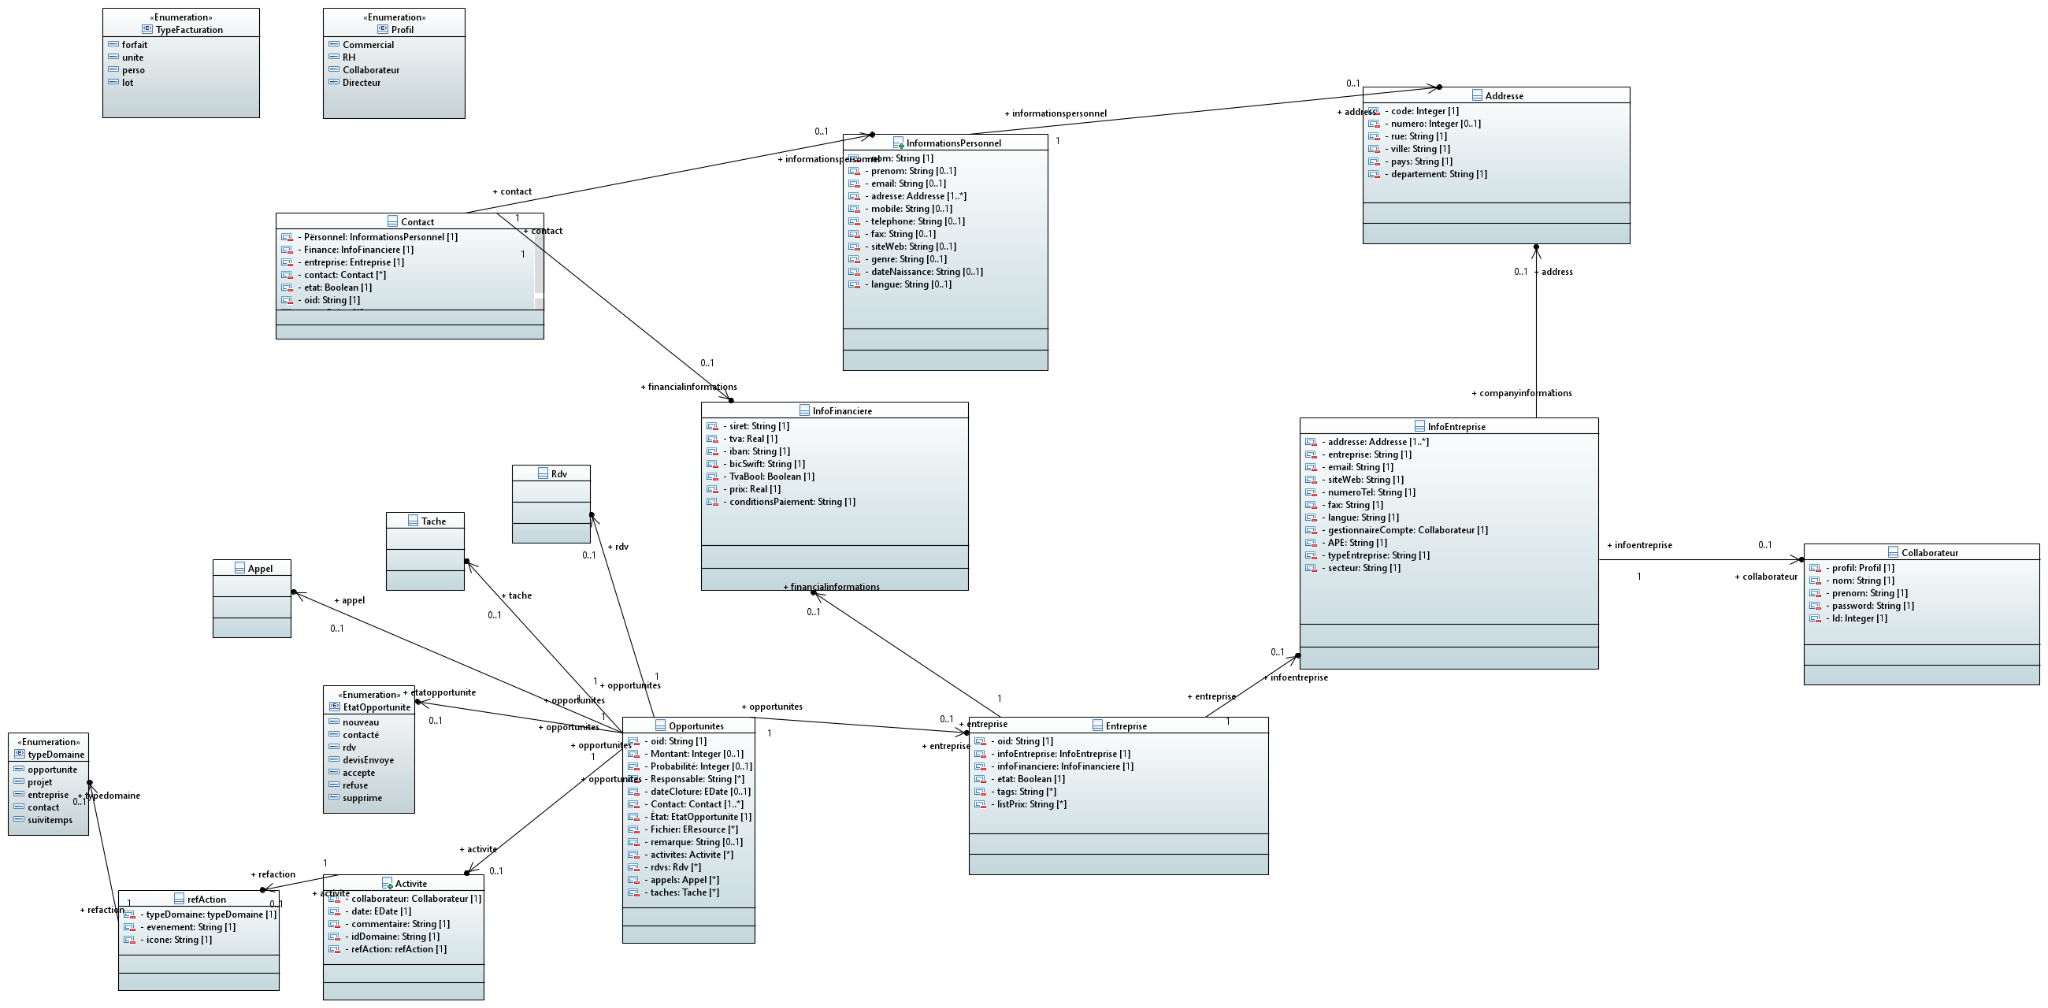 «Enumeration»
TypeFacturation
forfait
unite
perso
lot
«Enumeration»
Profil
Commercial
RH
Collaborateur
Directeur
0..1
+ address
+ informationspersonnel
1
Addresse
- code: Integer [1]
- numero: Integer [0..1]
- rue: String [1]
- ville: String [1]
- pays: String [1]
- departement: String [1]
0..1
+ informationspersonnel
+ contact
1
InformationsPersonnel
- nom: String [1]
- prenom: String [0..1]
- email: String [0..1]
- adresse: Addresse [1..*]
- mobile: String [0..1]
- telephone: String [0..1]
- fax: String [0..1]
- siteWeb: String [0..1]
- genre: String [0..1]
- dateNaissance: String [0..1]
- langue: String [0..1]
Contact
- Personnel: InformationsPersonnel [1]
- Finance: InfoFinanciere [1]
- entreprise: Entreprise [1]
- contact: Contact [*]
- etat: Boolean [1]
- oid: String [1]
+ contact
1
0..1
+ financialinformations
0..1
+ address
+ companyinformations
InfoFinanciere
- siret: String [1]
- tva: Real [1]
- iban: String [1]
- bicSwift: String [1]
- TvaBool: Boolean [1]
- prix: Real [1]
- conditionsPaiement: String [1]
InfoEntreprise
- addresse: Addresse [1..*]
- entreprise: String [1]
- email: String [1]
- siteWeb: String [1]
- numeroTel: String [1]
- fax: String [1]
- langue: String [1]
- gestionnaireCompte: Collaborateur [1]
- APE: String [1]
- typeEntreprise: String [1]
- secteur: String [1]
+ infoentreprise
1
0..1
+ collaborateur
Collaborateur
- profil: Profil [1]
- nom: String [1]
- prenom: String [1]
- password: String [1]
- Id: Integer [1]
Rdv
Tache
Appel
+ rdv
0..1
+ tache
0..1
+ appel
0..1
+ financialinformations
0..1
1
0..1
+ infoentreprise
+ entreprise
1
«Enumeration»
EtatOpportunite
nouveau
contacté
rdv
devisEnvoye
accepte
refuse
supprime
+ etatopportunite
0..1
1
+ opportunites
1
+ opportunites
1
+ opportunites
1
+ opportunites
+ opportunites
1
+ opportunites
1
0..1
+ entreprise
+ entreprise
Opportunites
- oid: String [1]
- Montant: Integer [0..1]
- Probabilité: Integer [0..1]
- Responsable: String [*]
- dateCloture: EDate [0..1]
- Contact: Contact [1..*]
- État: EtatOpportunite [1]
- Fichier: EResource [*]
- remarque: String [0..1]
- activites: Activite [*]
- rdvs: Rdv [*]
- appels: Appel [*]
- taches: Tache [*]
Entreprise
- oid: String [1]
- infoEntreprise: InfoEntreprise [1]
- infoFinanciere: InfoFinanciere [1]
- etat: Boolean [1]
- tags: String [*]
- listPrix: String [*]
«Enumeration»
typeDomaine
opportunite
projet
entreprise
contact
suivitemps
+ typedomaine
0..1
+ activite
0..1
+ refaction
0..1
1
+ activite
+ refaction
1
refAction
- typeDomaine: typeDomaine [1]
- evenement: String [1]
- icone: String [1]
Activite
- collaborateur: Collaborateur [1]
- date: EDate [1]
- commentaire: String [1]
- idDomaine: String [1]
- refAction: refAction [1]